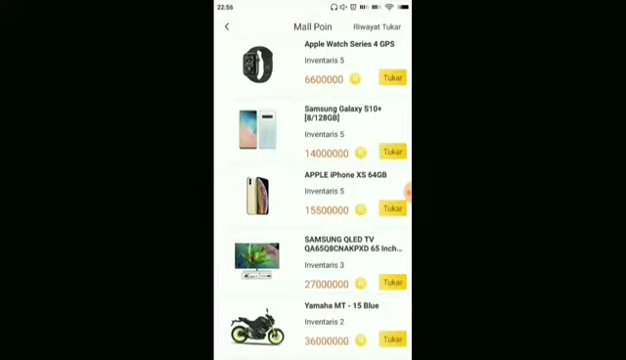 22:56
Mall Poin
Riwayat Tukar
Apple Watch Series 4 GPS
Inventaris 5
6600000
Tukar
Samsung Galaxy S10+
[8/128GB]
Inventaris 5
14000000
Tukar
APPLE iPhone XS 64GB
Inventaris 5
15500000
Tukar
SAMSUNG QLED TV
QA65Q8CNAKPXD 65 Inch...
Inventaris 3
27000000
Tukar
Yamaha MT - 15 Blue
Inventaris 2
36000000
Tukar